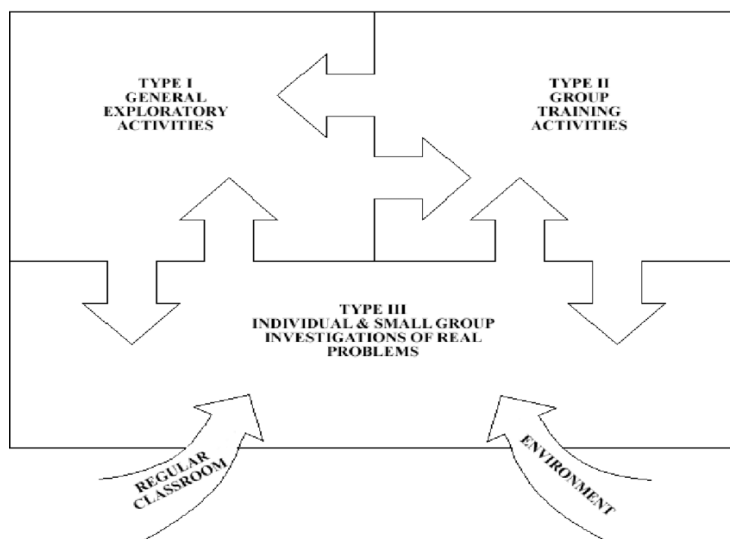 TYPE I
GENERAL
EXPLORATORY
ACTIVITIES
TYPE II
GROUP
TRAINING
ACTIVITIES
TYPE III
INDIVIDUAL & SMALL GROUP
INVESTIGATIONS OF REAL
PROBLEMS
REGULAR
CLASSROOM
ENVIRONMENT